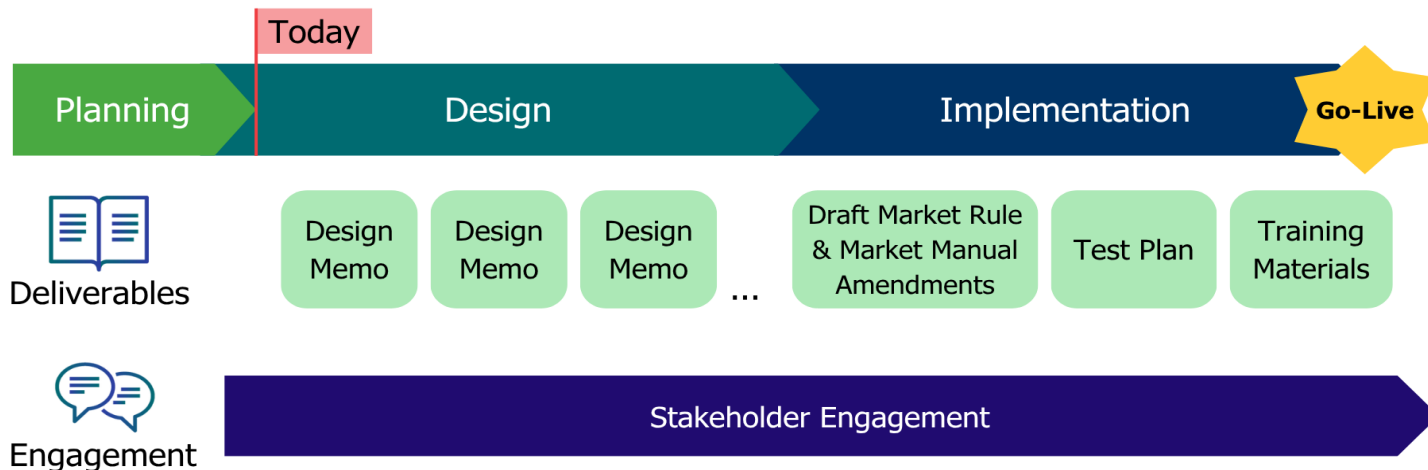 Today
Planning
Design
Implementation
Go-Live
Deliverables
Design
Memo
Design
Memo
Design
Memo
...
Draft Market Rule
& Market Manual
Amendments
Test Plan
Training
Materials
Engagement
Stakeholder Engagement